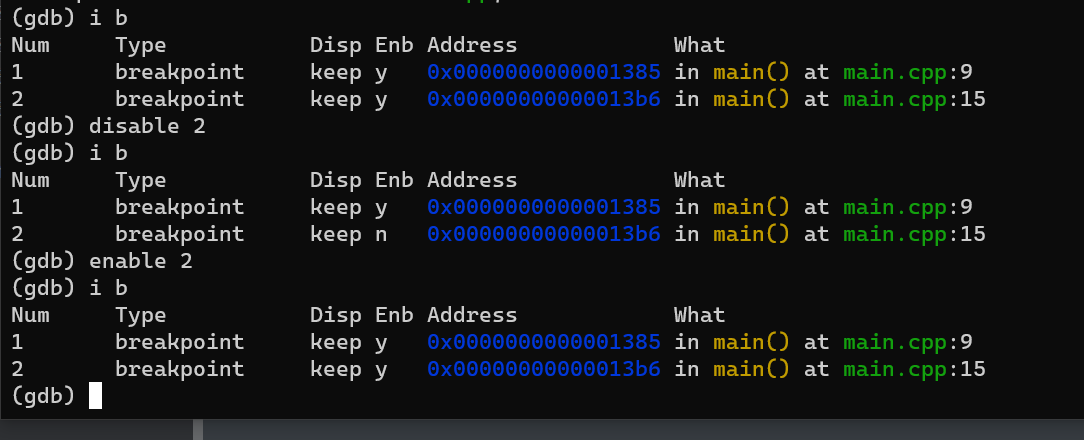 (gdb) i b
Num     Type           Disp Enb Address            What
1       breakpoint     keep y   0x0000000000001385 in main() at main.cpp:9
2       breakpoint     keep y   0x00000000000013b6 in main() at main.cpp:15
(gdb) disable 2
(gdb) i b
Num     Type           Disp Enb Address            What
1       breakpoint     keep y   0x0000000000001385 in main() at main.cpp:9
2       breakpoint     keep n   0x00000000000013b6 in main() at main.cpp:15
(gdb) enable 2
(gdb) i b
Num     Type           Disp Enb Address            What
1       breakpoint     keep y   0x0000000000001385 in main() at main.cpp:9
2       breakpoint     keep y   0x00000000000013b6 in main() at main.cpp:15
(gdb)